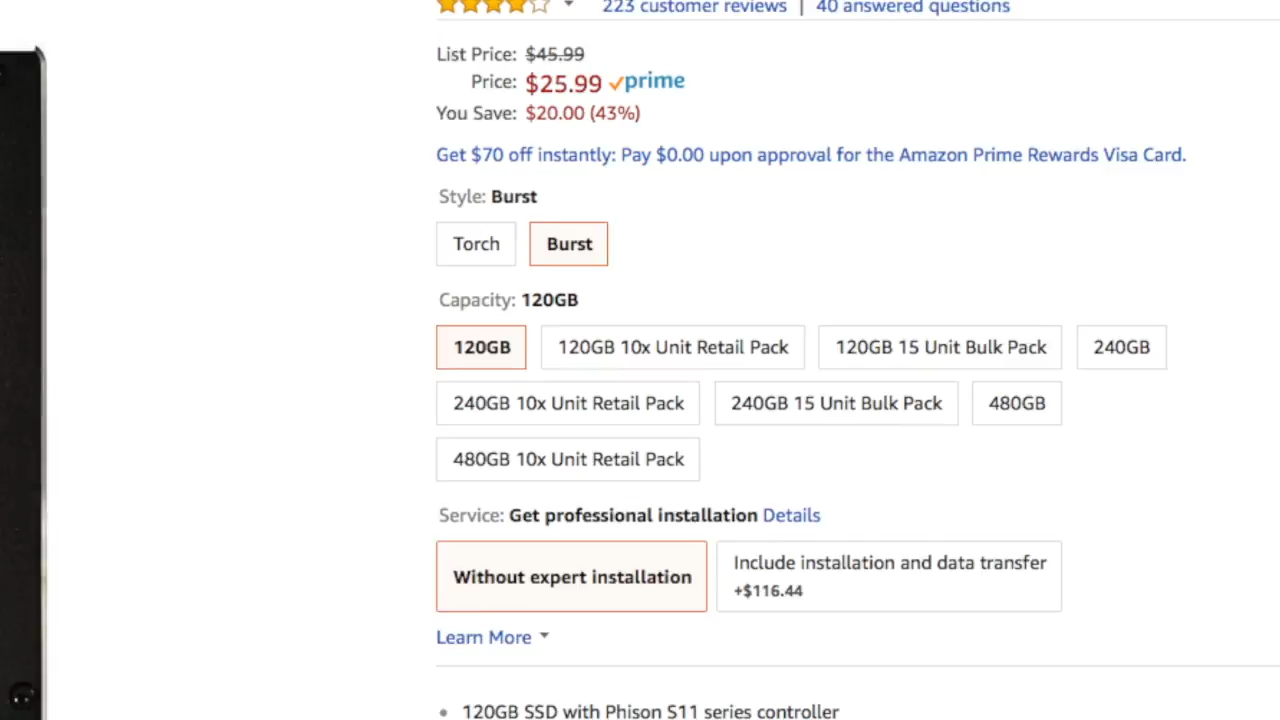 223 customer reviews | 40 answered questions
List Price: $45.99
Price: $25.99 prime
You Save: $20.00 (43%)
Get $70 off instantly: Pay $0.00 upon approval for the Amazon Prime Rewards Visa Card.
Style: Burst
Torch Burst
Capacity: 120GB
120GB 120GB 10x Unit Retail Pack 120GB 15 Unit Bulk Pack 240GB
240GB 10x Unit Retail Pack 240GB 15 Unit Bulk Pack 480GB
480GB 10x Unit Retail Pack
Service: Get professional installation Details
Without expert installation Include installation and data transfer
+$116.44
Learn More
• 120GB SSD with Phison S11 series controller